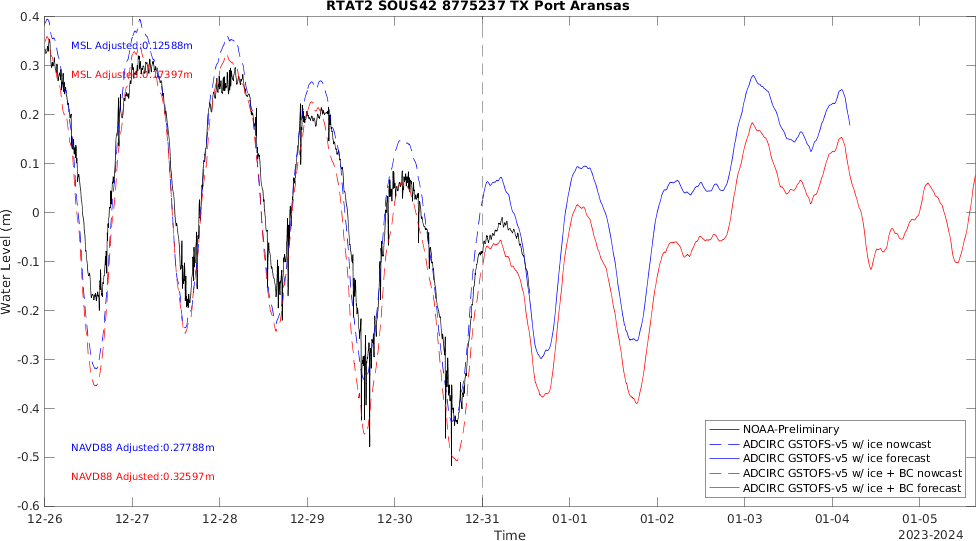 RTAT2 SOUS42 8775237 TX Port Aransas
0.4
0.3
0.2
0.1
0
-0.1
-0.2
-0.3
-0.4
-0.5
-0.6
Water Level (m)
MSL Adjusted:0.12588m
MSL Adjusted:0.17397m
NAVD88 Adjusted:0.27788m
NAVD88 Adjusted:0.32597m
NOAA-Preliminary
ADCIRC GSTOFS-v5 w/ ice nowcast
ADCIRC GSTOFS-v5 w/ ice forecast
ADCIRC GSTOFS-v5 w/ ice + BC nowcast
ADCIRC GSTOFS-v5 w/ ice + BC forecast
12-26 12-27 12-28 12-29 12-30 12-31 01-01 01-02 01-03 01-04 01-05
Time
2023-2024